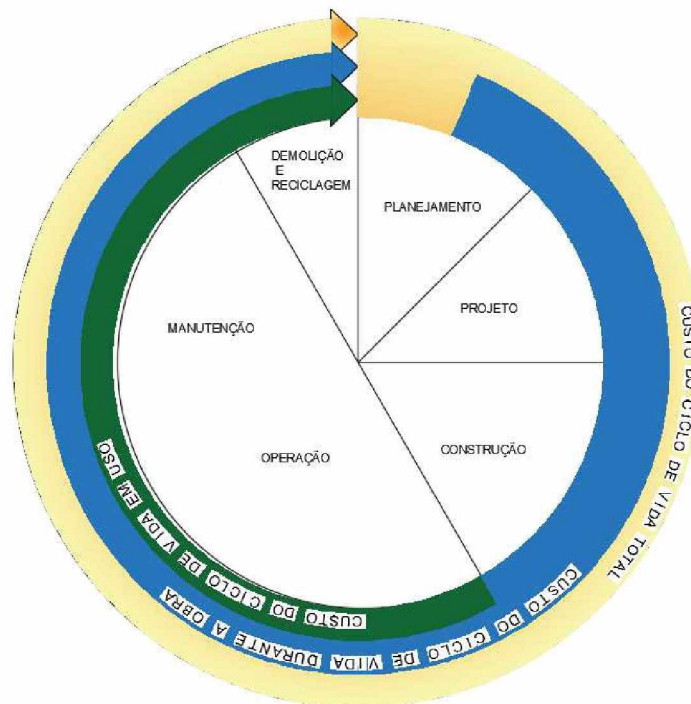 DEMOLIÇÃO
E
RECICLAGEM
PLANEJAMENTO
PROJETO
MANUTENÇÃO
OPERAÇÃO
CONSTRUÇÃO
CUSTO DO CICLO DE VIDA EM USO
CUSTO DO CICLO DE VIDA DURANTE A OBRA
CUSTO DO CICLO DE VIDA TOTAL